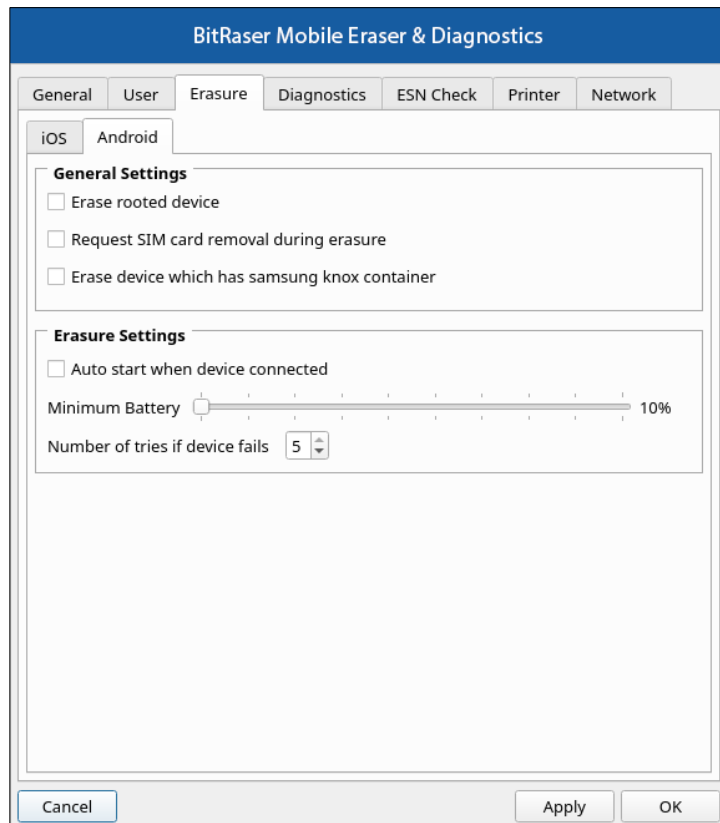 BitRaser Mobile Eraser & Diagnostics
General User Erasure Diagnostics ESN Check Printer Network
iOS Android
General Settings
Erase rooted device
Request SIM card removal during erasure
Erase device which has samsung knox container
Erasure Settings
Auto start when device connected
Minimum Battery 10%
Number of tries if device fails 5
Cancel Apply OK